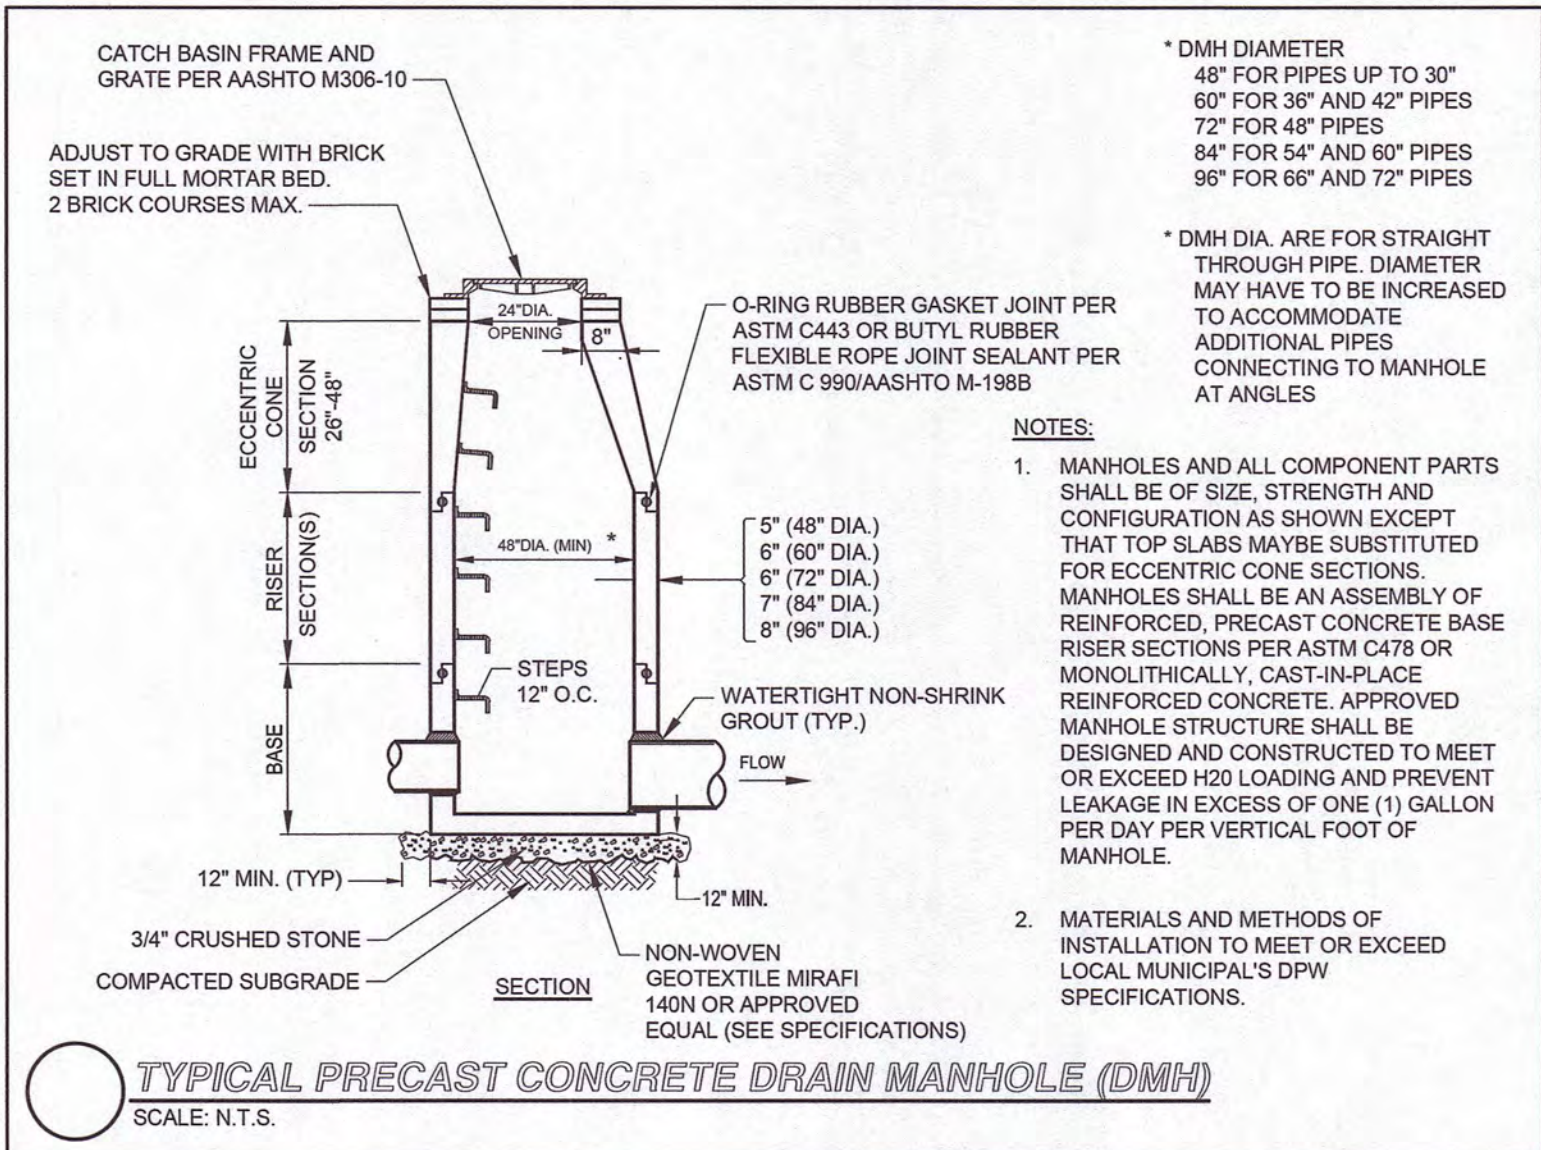 CATCH BASIN FRAME AND
GRATE PER AASHTO M306-10
ADJUST TO GRADE WITH BRICK
SET IN FULL MORTAR BED.
2 BRICK COURSES MAX.
24"DIA.
OPENING
8"
O-RING RUBBER GASKET JOINT PER
ASTM C443 OR BUTYL RUBBER
FLEXIBLE ROPE JOINT SEALANT PER
ASTM C 990/AASHTO M-198B
ECCENTRIC
CONE
SECTION
26"-48"
RISER
SECTION(S)
BASE
48"DIA. (MIN) *
5" (48" DIA.)
6" (60" DIA.)
6" (72" DIA.)
7" (84" DIA.)
8" (96" DIA.)
STEPS
12" O.C.
WATERTIGHT NON-SHRINK
GROUT (TYP.)
FLOW
12" MIN. (TYP)
12" MIN.
3/4" CRUSHED STONE
COMPACTED SUBGRADE
SECTION
NON-WOVEN
GEOTEXTILE MIRAFI
140N OR APPROVED
EQUAL (SEE SPECIFICATIONS)
* DMH DIAMETER
48" FOR PIPES UP TO 30"
60" FOR 36" AND 42" PIPES
72" FOR 48" PIPES
84" FOR 54" AND 60" PIPES
96" FOR 66" AND 72" PIPES
* DMH DIA. ARE FOR STRAIGHT
THROUGH PIPE. DIAMETER
MAY HAVE TO BE INCREASED
TO ACCOMMODATE
ADDITIONAL PIPES
CONNECTING TO MANHOLE
AT ANGLES
NOTES:
1. MANHOLES AND ALL COMPONENT PARTS
SHALL BE OF SIZE, STRENGTH AND
CONFIGURATION AS SHOWN EXCEPT
THAT TOP SLABS MAYBE SUBSTITUTED
FOR ECCENTRIC CONE SECTIONS.
MANHOLES SHALL BE AN ASSEMBLY OF
REINFORCED, PRECAST CONCRETE BASE
RISER SECTIONS PER ASTM C478 OR
MONOLITHICALLY, CAST-IN-PLACE
REINFORCED CONCRETE. APPROVED
MANHOLE STRUCTURE SHALL BE
DESIGNED AND CONSTRUCTED TO MEET
OR EXCEED H20 LOADING AND PREVENT
LEAKAGE IN EXCESS OF ONE (1) GALLON
PER DAY PER VERTICAL FOOT OF
MANHOLE.
2. MATERIALS AND METHODS OF
INSTALLATION TO MEET OR EXCEED
LOCAL MUNICIPAL'S DPW
SPECIFICATIONS.
TYPICAL PRECAST CONCRETE DRAIN MANHOLE (DMH)
SCALE: N.T.S.